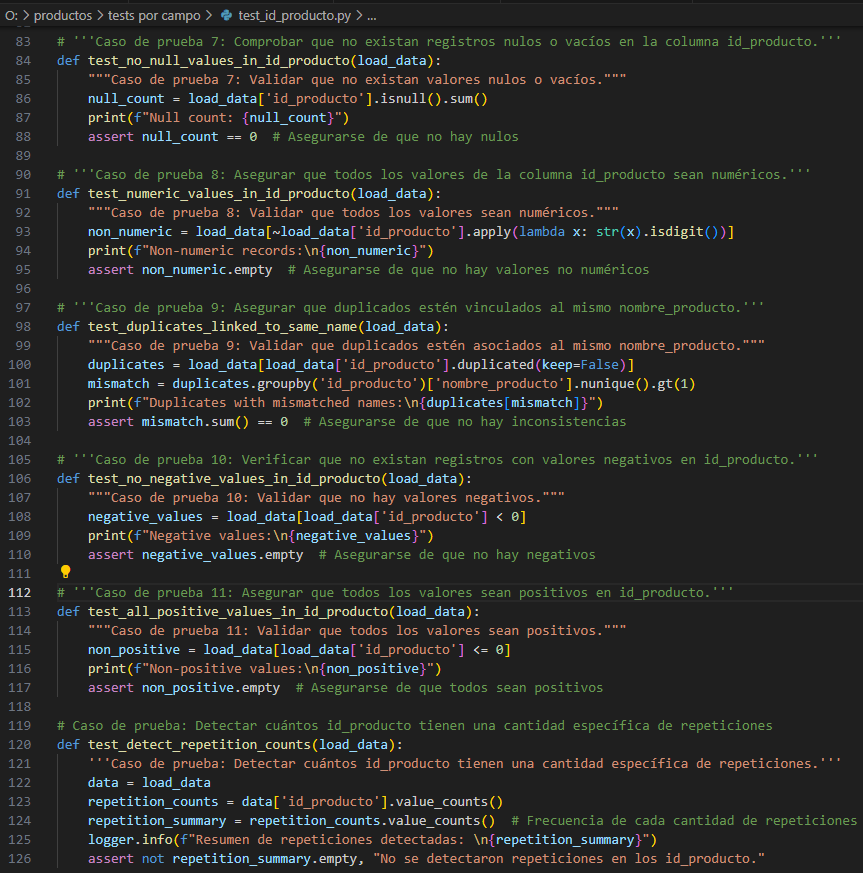 O: > productos > tests por campo > test_id_producto.py > ...
83 # '''Caso de prueba 7: Comprobar que no existan registros nulos o vacíos en la columna id_producto.'''
84 def test_no_null_values_in_id_producto(load_data):
85     """Caso de prueba 7: Validar que no existan valores nulos o vacíos."""
86     null_count = load_data['id_producto'].isnull().sum()
87     print(f"Null count: {null_count}")
88     assert null_count == 0  # Asegurarse de que no hay nulos
89
90 # '''Caso de prueba 8: Asegurar que todos los valores de la columna id_producto sean numéricos.'''
91 def test_numeric_values_in_id_producto(load_data):
92     """Caso de prueba 8: Validar que todos los valores sean numéricos."""
93     non_numeric = load_data[~load_data['id_producto'].apply(lambda x: str(x).isdigit())]
94     print(f"Non-numeric records:\n{non_numeric}")
95     assert non_numeric.empty  # Asegurarse de que no hay valores no numéricos
96
97 # '''Caso de prueba 9: Asegurar que duplicados estén vinculados al mismo nombre_producto.'''
98 def test_duplicates_linked_to_same_name(load_data):
99     """Caso de prueba 9: Validar que duplicados estén asociados al mismo nombre_producto."""
100     duplicates = load_data[load_data['id_producto'].duplicated(keep=False)]
101     mismatch = duplicates.groupby('id_producto')['nombre_producto'].nunique().gt(1)
102     print(f"Duplicates with mismatched names:\n{duplicates[mismatch]}")
103     assert mismatch.sum() == 0  # Asegurarse de que no hay inconsistencias
104
105 # '''Caso de prueba 10: Verificar que no existan registros con valores negativos en id_producto.'''
106 def test_no_negative_values_in_id_producto(load_data):
107     """Caso de prueba 10: Validar que no hay valores negativos."""
108     negative_values = load_data[load_data['id_producto'] < 0]
109     print(f"Negative values:\n{negative_values}")
110     assert negative_values.empty  # Asegurarse de que no hay negativos
111
112 # '''Caso de prueba 11: Asegurar que todos los valores sean positivos en id_producto.'''
113 def test_all_positive_values_in_id_producto(load_data):
114     """Caso de prueba 11: Validar que todos los valores sean positivos."""
115     non_positive = load_data[load_data['id_producto'] <= 0]
116     print(f"Non-positive values:\n{non_positive}")
117     assert non_positive.empty  # Asegurarse de que todos sean positivos
118
119 # Caso de prueba: Detectar cuántos id_producto tienen una cantidad específica de repeticiones
120 def test_detect_repetition_counts(load_data):
121     '''Caso de prueba: Detectar cuántos id_producto tienen una cantidad específica de repeticiones.'''
122     data = load_data
123     repetition_counts = data['id_producto'].value_counts()
124     repetition_summary = repetition_counts.value_counts()  # Frecuencia de cada cantidad de repeticiones
125     logger.info(f"Resumen de repeticiones detectadas: \n{repetition_summary}")
126     assert not repetition_summary.empty, "No se detectaron repeticiones en los id_producto."